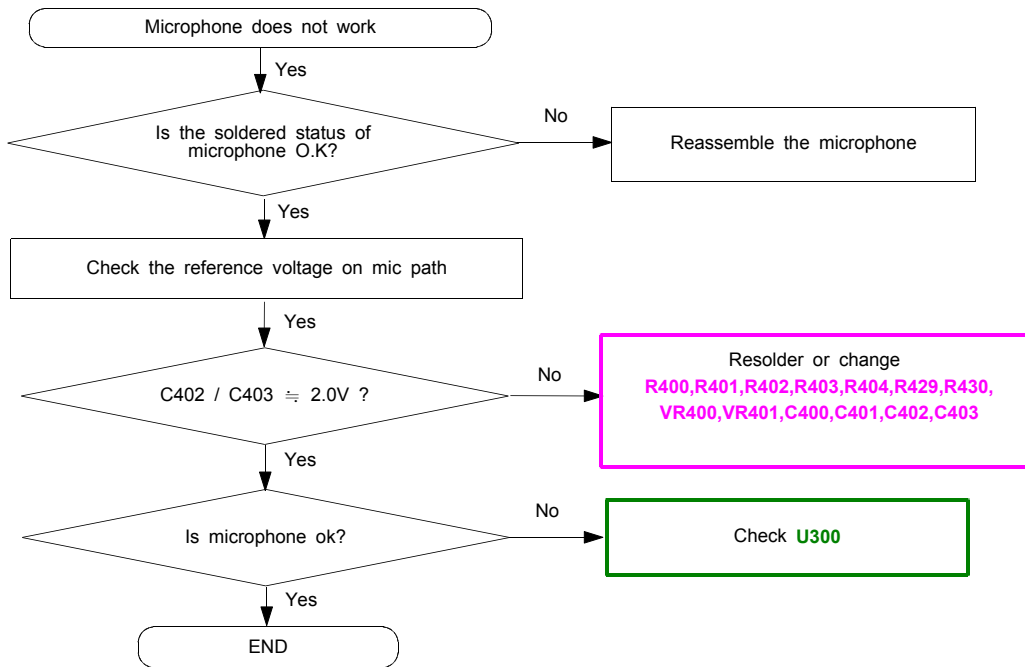 Microphone does not work
Yes
Is the soldered status of
microphone O.K?
No
Reassemble the microphone
Yes
Check the reference voltage on mic path
Yes
C402 / C403 ≒ 2.0V ?
No
Resolder or change
R400,R401,R402,R403,R404,R429,R430,
VR400,VR401,C400,C401,C402,C403
Yes
Is microphone ok?
No
Check U300
Yes
END